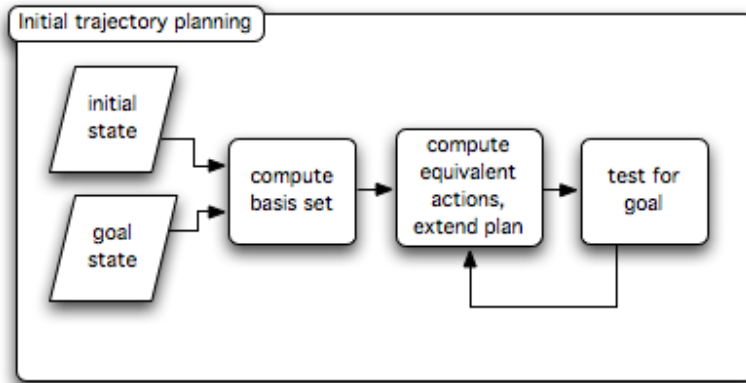 Initial trajectory planning
initial
state
goal
state
compute
basis set
compute
equivalent
actions,
extend plan
test for
goal